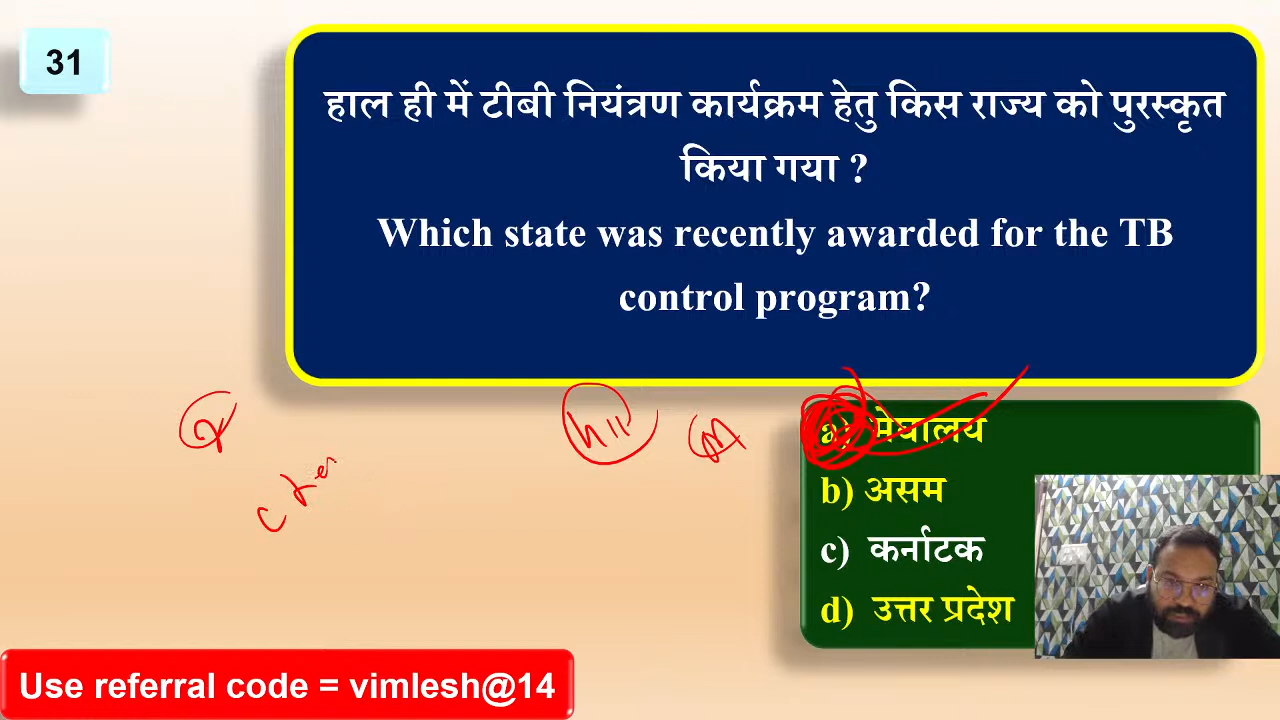 31
हाल ही में टीबी नियंत्रण कार्यक्रम हेतु किस राज्य को पुरस्कृत
किया गया ?
Which state was recently awarded for the TB
control program?
a) मेघालय
b) असम
c) कर्नाटक
d) उत्तर प्रदेश
Use referral code = vimlesh@14